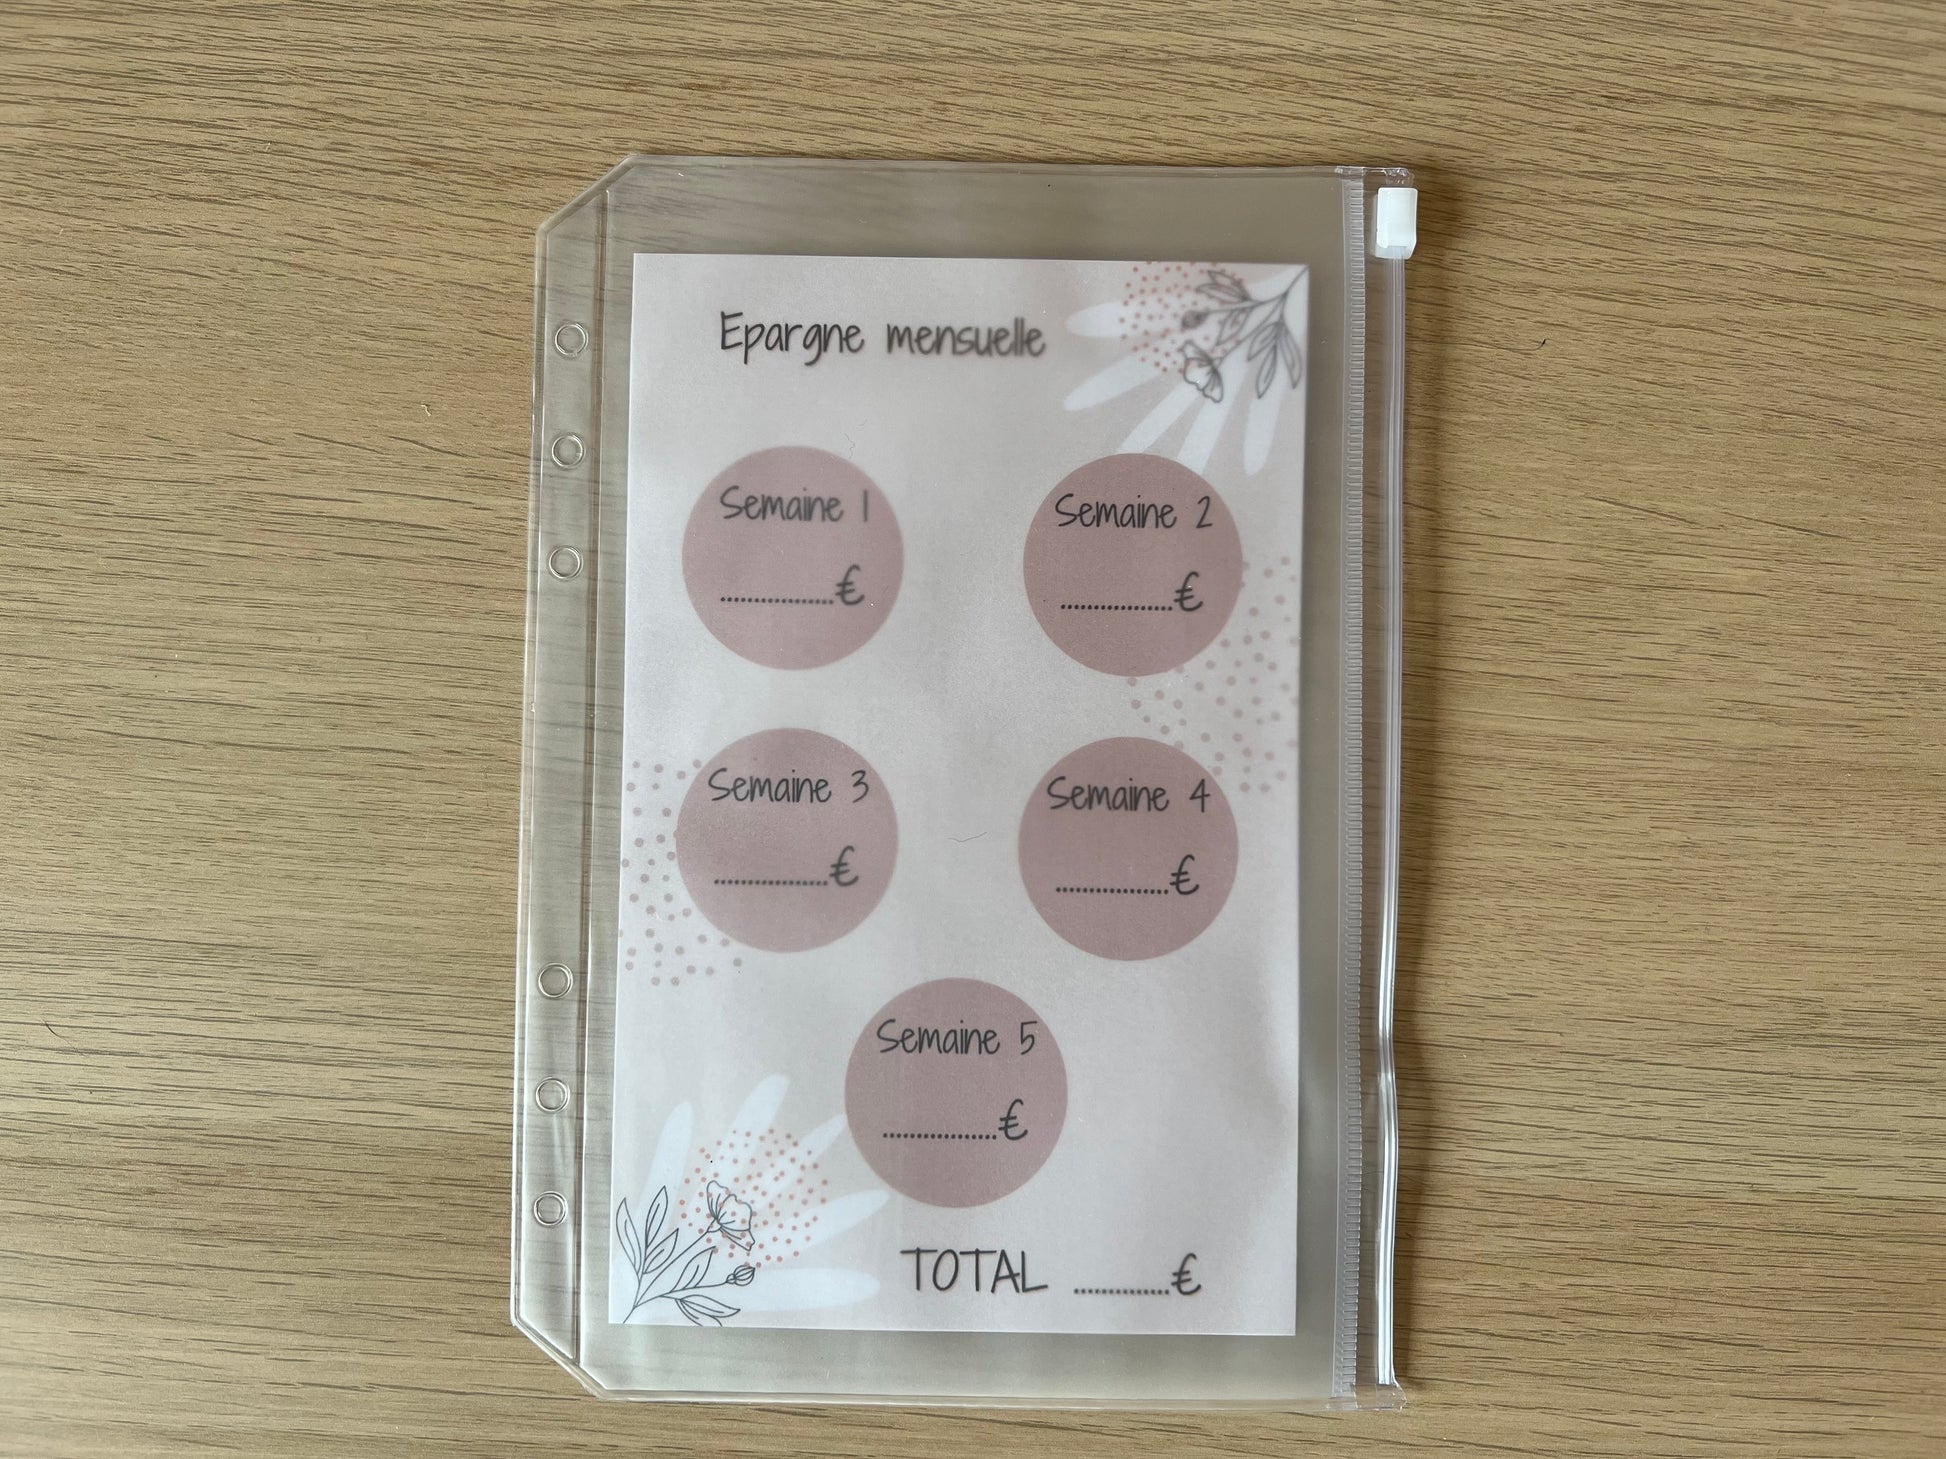 Epargne mensuelle
Semaine 1
.................€
Semaine 2
.................€
Semaine 3
.................€
Semaine 4
.................€
Semaine 5
.................€
TOTAL ..............€